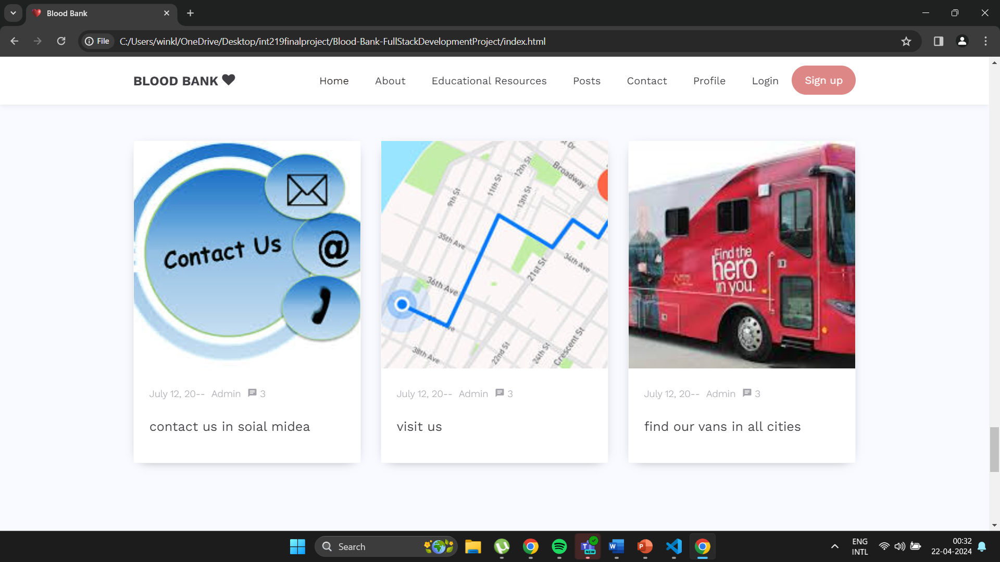 Blood Bank
File
C:/Users/winkl/OneDrive/Desktop/int219finalproject/Blood-Bank-FullStackDevelopmentProject/index.html
BLOOD BANK
Home
About
Educational Resources
Posts
Contact
Profile
Login
Sign up
Contact Us
@
Broadway
9th St
11th St
12th St
13th St
35th Ave
34th Ave
36th Ave
21st St
38th Ave
22nd St
24th St
Crescent St
Find the
hero
in you.
July 12, 20-- Admin 3
contact us in soial midea
July 12, 20-- Admin 3
visit us
July 12, 20-- Admin 3
find our vans in all cities
Search
NEW
ENG
INTL
00:32
22-04-2024